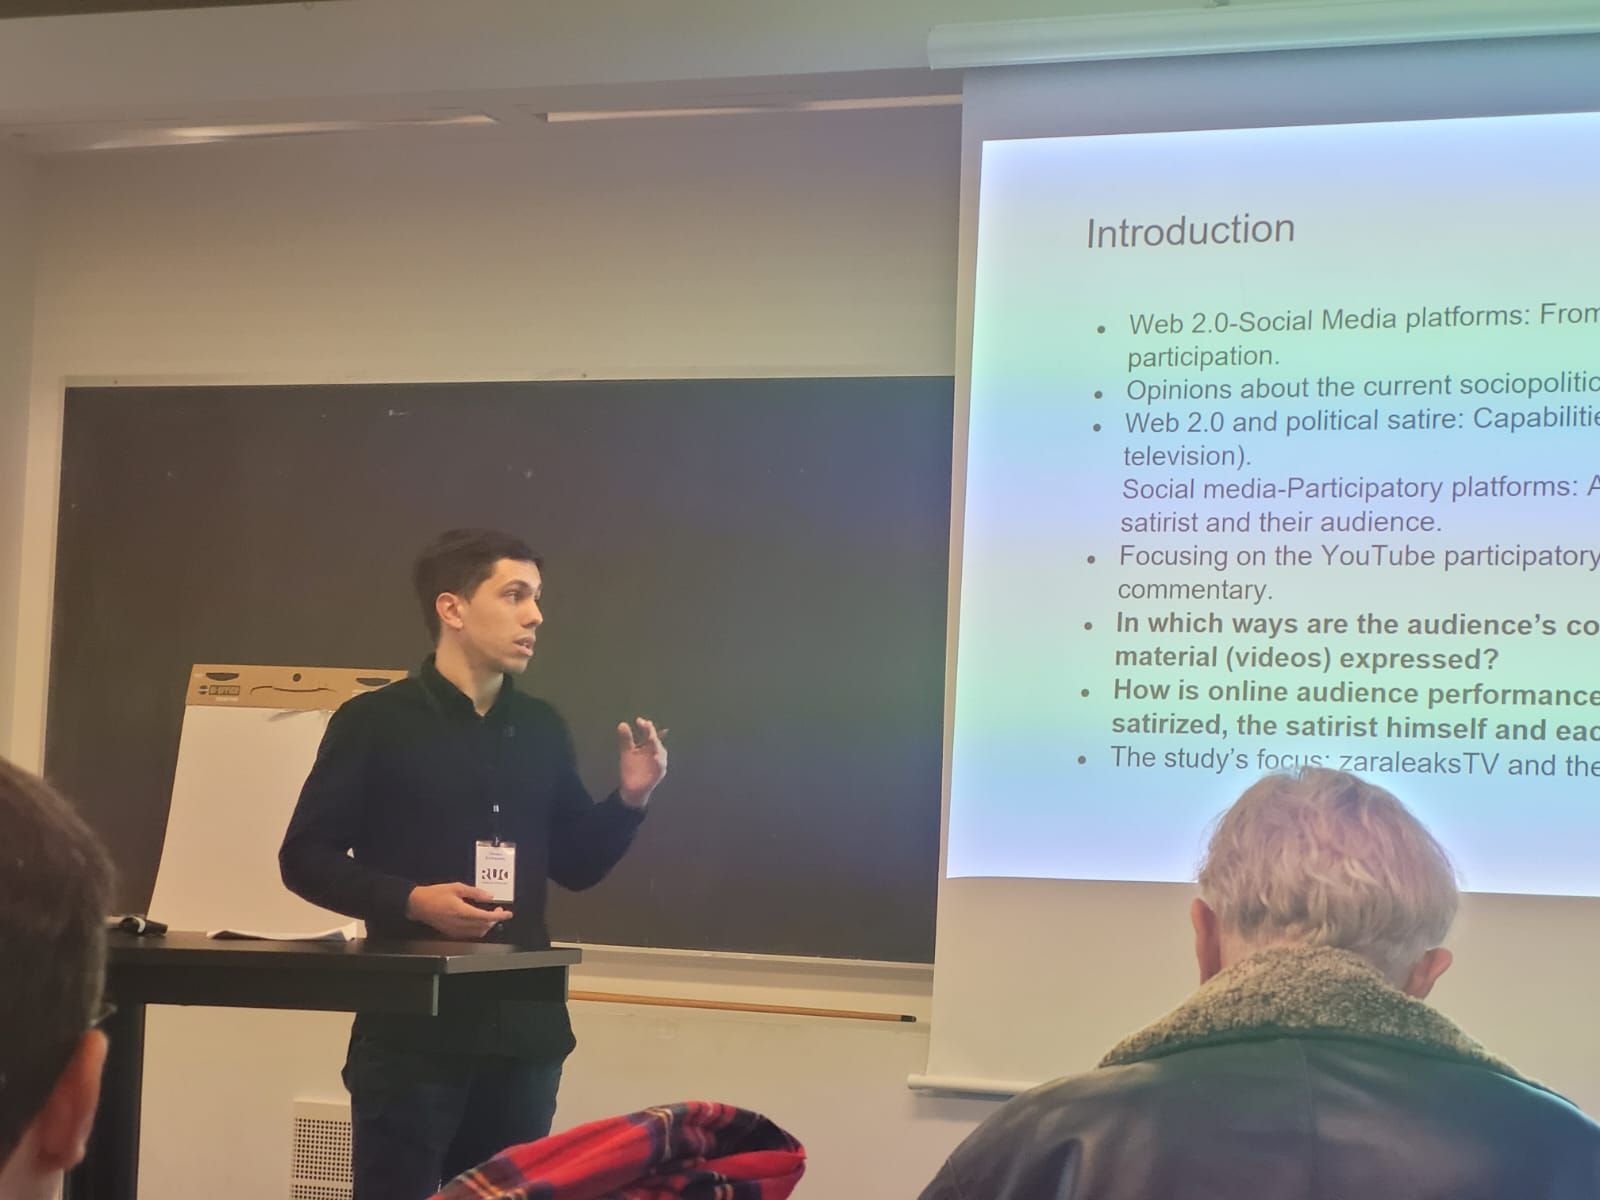 Introduction
• Web 2.0-Social Media platforms: From
participation.
• Opinions about the current sociopolitic
• Web 2.0 and political satire: Capabilitie
television).
Social media-Participatory platforms: A
satirist and their audience.
• Focusing on the YouTube participatory
commentary.
• In which ways are the audience’s co
material (videos) expressed?
• How is online audience performance
satirized, the satirist himself and eac
• The study’s focus: zaraleaksTV and the
BI-OFFICE
RUC